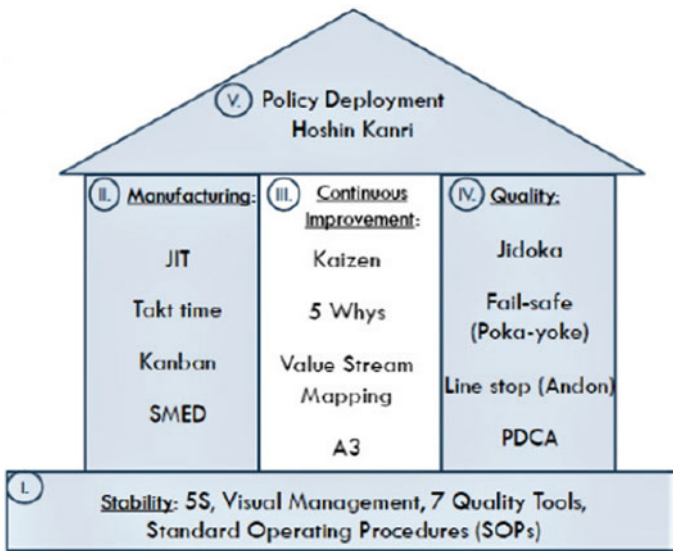 V. Policy Deployment
Hoshin Kanri
II. Manufacturing:
JIT
Takt time
Kanban
SMED
III. Continuous
Improvement:
Kaizen
5 Whys
Value Stream
Mapping
A3
IV. Quality:
Jidoka
Fail-safe
(Poka-yoke)
Line stop (Andon)
PDCA
I.
Stability: 5S, Visual Management, 7 Quality Tools,
Standard Operating Procedures (SOPs)